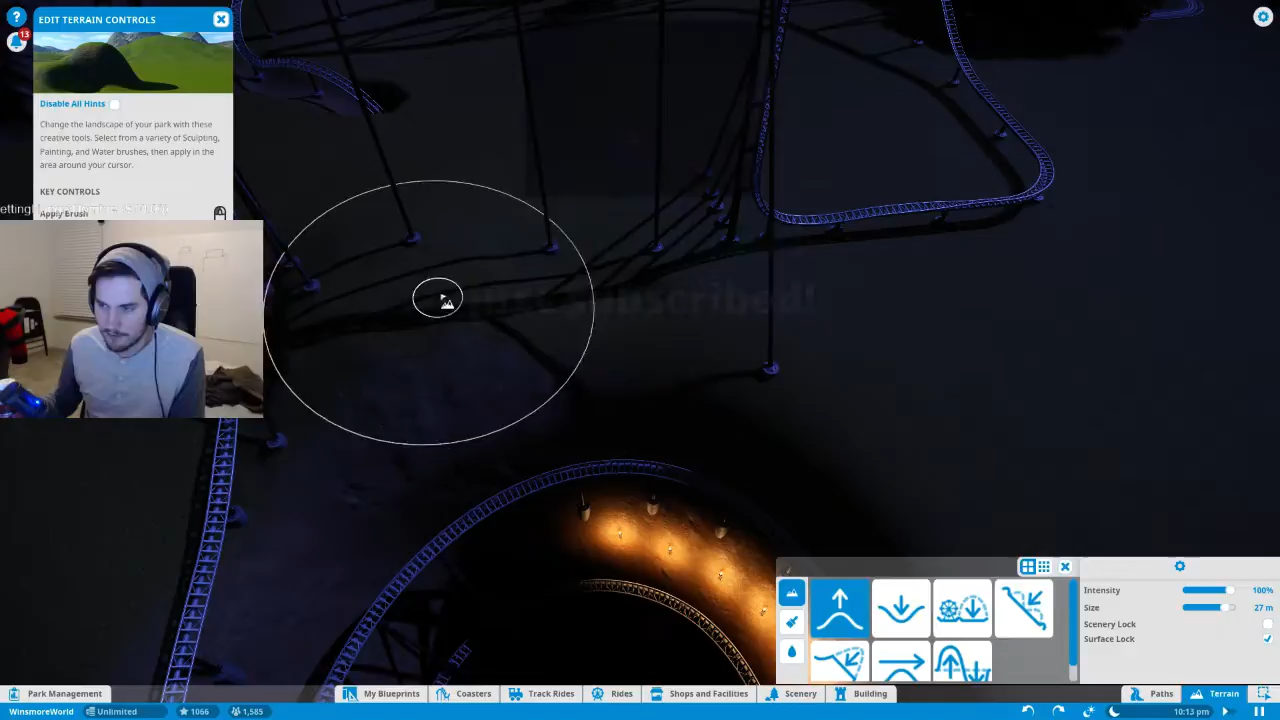 EDIT TERRAIN CONTROLS
13
Disable All Hints
Change the landscape of your park with these
creative tools. Select from a variety of Sculpting,
Painting, and Water brushes, then apply in the
area around your cursor.
KEY CONTROLS
Apply Brush
subscribed!
Intensity 100%
Size 27 m
Scenery Lock
Surface Lock
Park Management
My Blueprints
Coasters
Track Rides
Rides
Shops and Facilities
Scenery
Building
Paths
Terrain
WinsmoreWorld
Unlimited
1066
1,585
10:13 pm